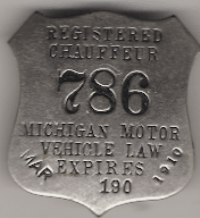 REGISTERED
CHAUFFEUR
786
MICHIGAN MOTOR
VEHICLE LAW
EXPIRES
MAR 190 1910